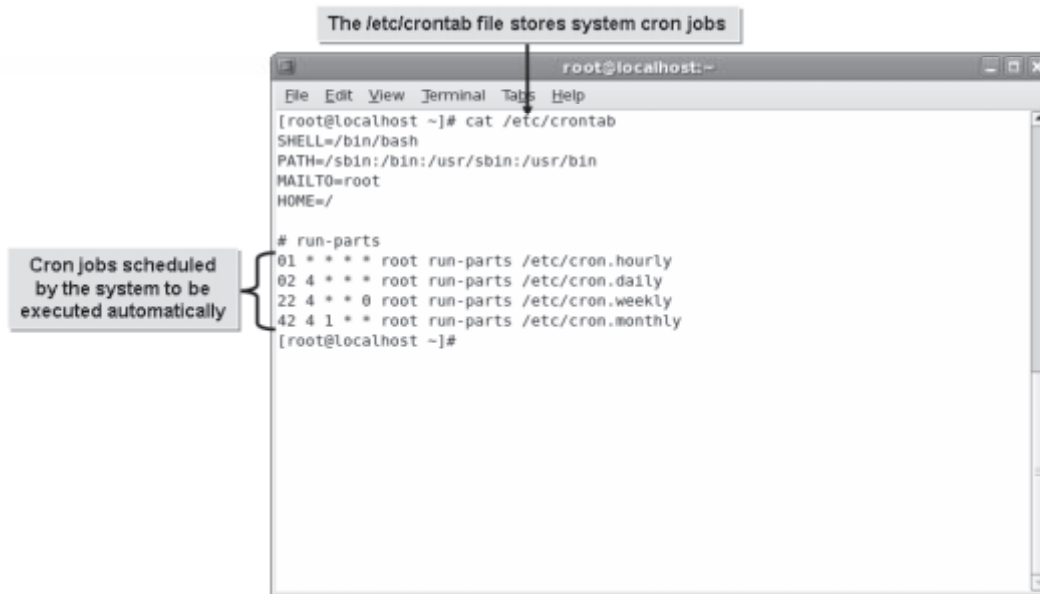 The /etc/crontab file stores system cron jobs
root@localhost:~
File Edit View Terminal Tabs Help
[root@localhost ~]# cat /etc/crontab
SHELL=/bin/bash
PATH=/sbin:/bin:/usr/sbin:/usr/bin
MAILTO=root
HOME=/
# run-parts
01 * * * * root run-parts /etc/cron.hourly
02 4 * * * root run-parts /etc/cron.daily
22 4 * * 0 root run-parts /etc/cron.weekly
42 4 1 * * root run-parts /etc/cron.monthly
[root@localhost ~]#
Cron jobs scheduled
by the system to be
executed automatically